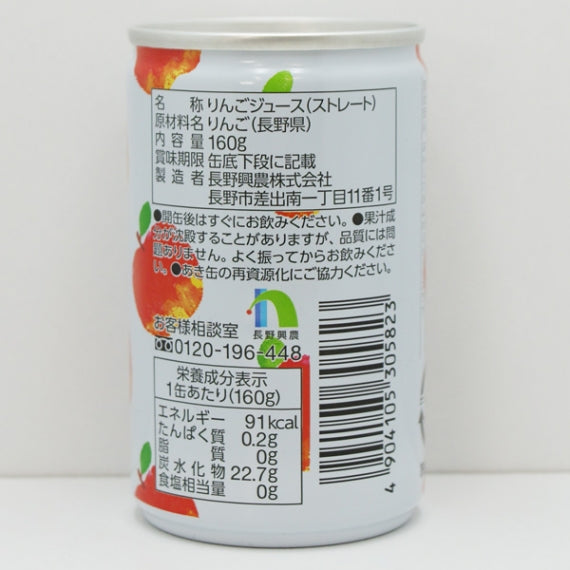 名称 りんごジュース(ストレート)
原材料名 りんご(長野県)
内容量 160g
賞味期限 缶底下段に記載
製造者 長野興農株式会社
長野市差出南一丁目11番1号
●開缶後はすぐにお飲みください。●果汁成
分が沈殿することがありますが、品質には問
題ありません。よく振ってからお飲みくださ
い。●あき缶の再資源化にご協力ください。
長野興農
お客様相談室
0120-196-448
栄養成分表示
1缶あたり(160g)
エネルギー 91kcal
たんぱく質 0.2g
脂質 0g
炭水化物 22.7g
食塩相当量 0g
4904105305823